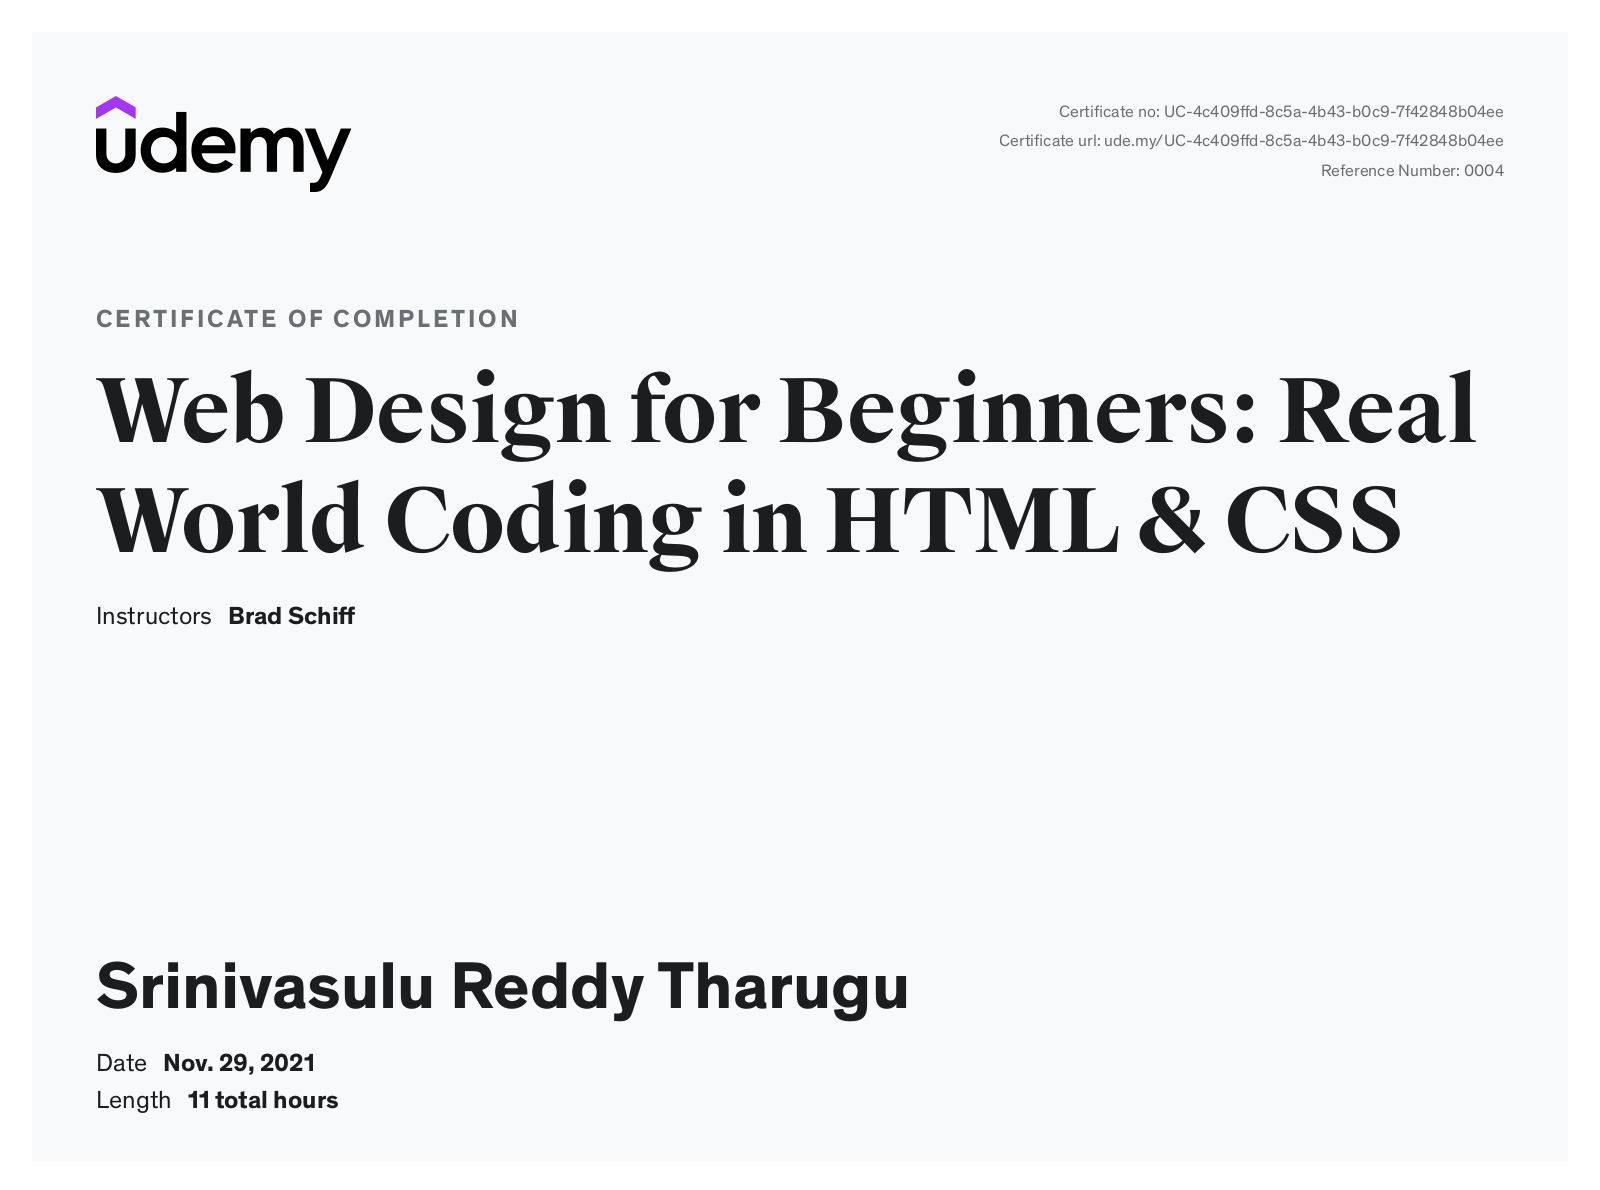 udemy
Certificate no: UC-4c409ffd-8c5a-4b43-b0c9-7f42848b04ee
Certificate url: ude.my/UC-4c409ffd-8c5a-4b43-b0c9-7f42848b04ee
Reference Number: 0004
CERTIFICATE OF COMPLETION
Web Design for Beginners: Real
World Coding in HTML & CSS
Instructors Brad Schiff
Srinivasulu Reddy Tharugu
Date Nov. 29, 2021
Length 11 total hours